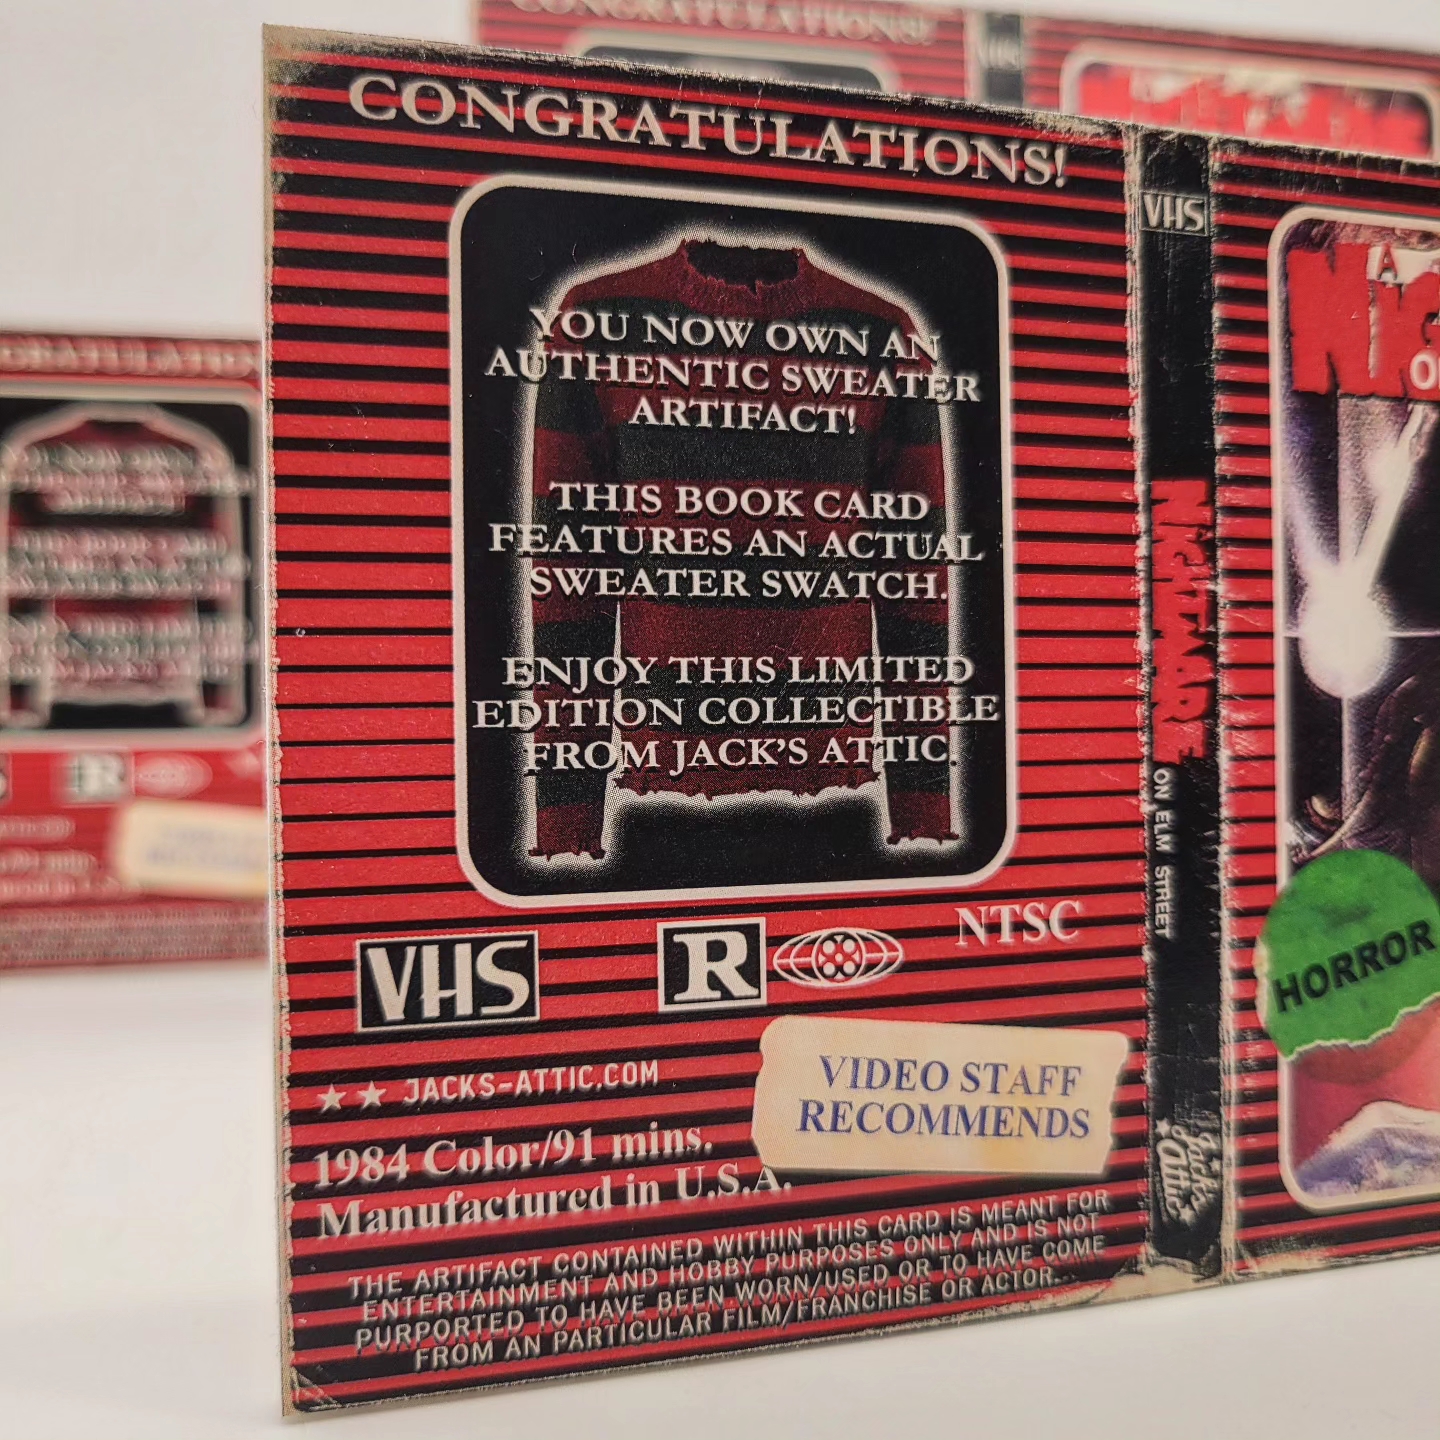 CONGRATULATIONS!
YOU NOW OWN AN
AUTHENTIC SWEATER
ARTIFACT!
THIS BOOK CARD
FEATURES AN ACTUAL
SWEATER SWATCH.
ENJOY THIS LIMITED
EDITION COLLECTIBLE
FROM JACK'S ATTIC.
VHS
R
NTSC
★★ JACKS-ATTIC.COM
VIDEO STAFF
RECOMMENDS
1984 Color/91 mins.
Manufactured in U.S.A.
THE ARTIFACT CONTAINED WITHIN THIS CARD IS MEANT FOR
ENTERTAINMENT AND HOBBY PURPOSES ONLY AND IS NOT
PURPORTED TO HAVE BEEN WORN/USED OR TO HAVE COME
FROM AN PARTICULAR FILM/FRANCHISE OR ACTOR.
VHS
NIGHTMARE
ON ELM STREET
Jack's
Attic
A
HORROR
CONGRATULATIONS!
VHS